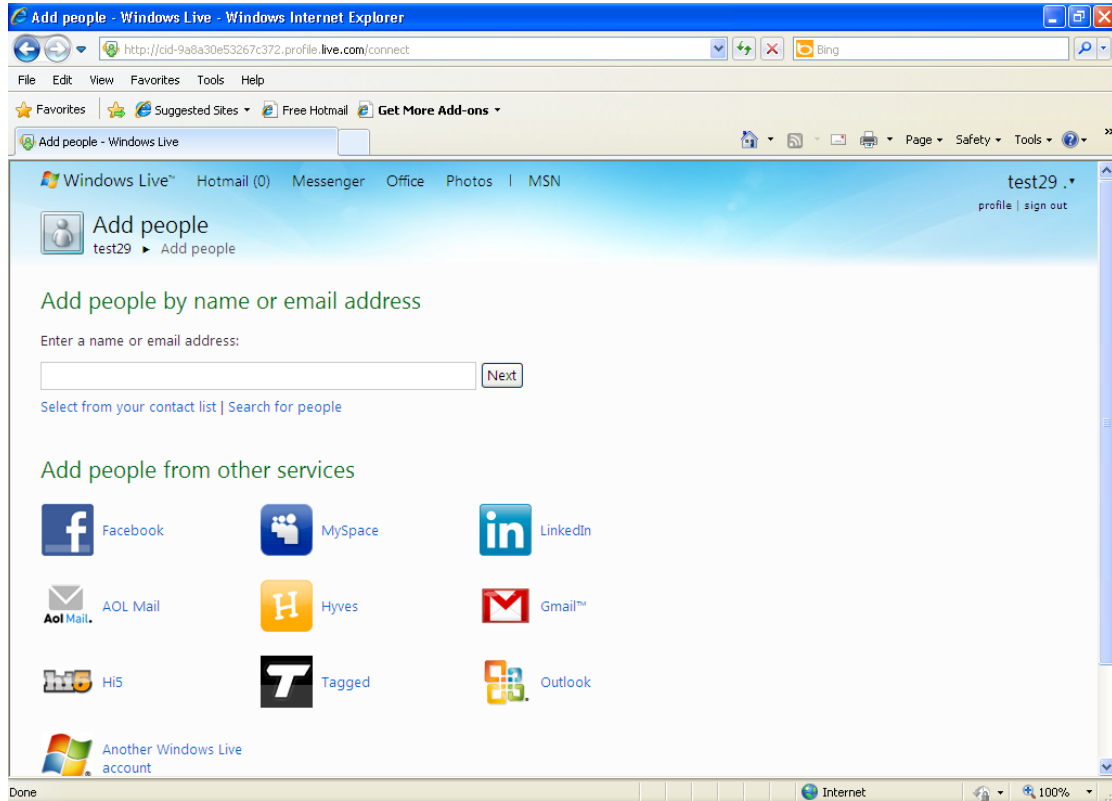 Add people - Windows Live - Windows Internet Explorer
http://cid-9a8a30e53267c372.profile.live.com/connect
Bing
File Edit View Favorites Tools Help
Favorites Suggested Sites Free Hotmail Get More Add-ons
Add people - Windows Live
Page Safety Tools »
Windows Live™ Hotmail (0) Messenger Office Photos | MSN
test29 .
profile | sign out
Add people
test29 ► Add people
Add people by name or email address
Enter a name or email address:
Next
Select from your contact list | Search for people
Add people from other services
f Facebook
MySpace
in LinkedIn
Aol Mail. AOL Mail
H Hyves
M Gmail™
hi5 Hi5
T Tagged
Outlook
Another Windows Live
account
Done
Internet
100%